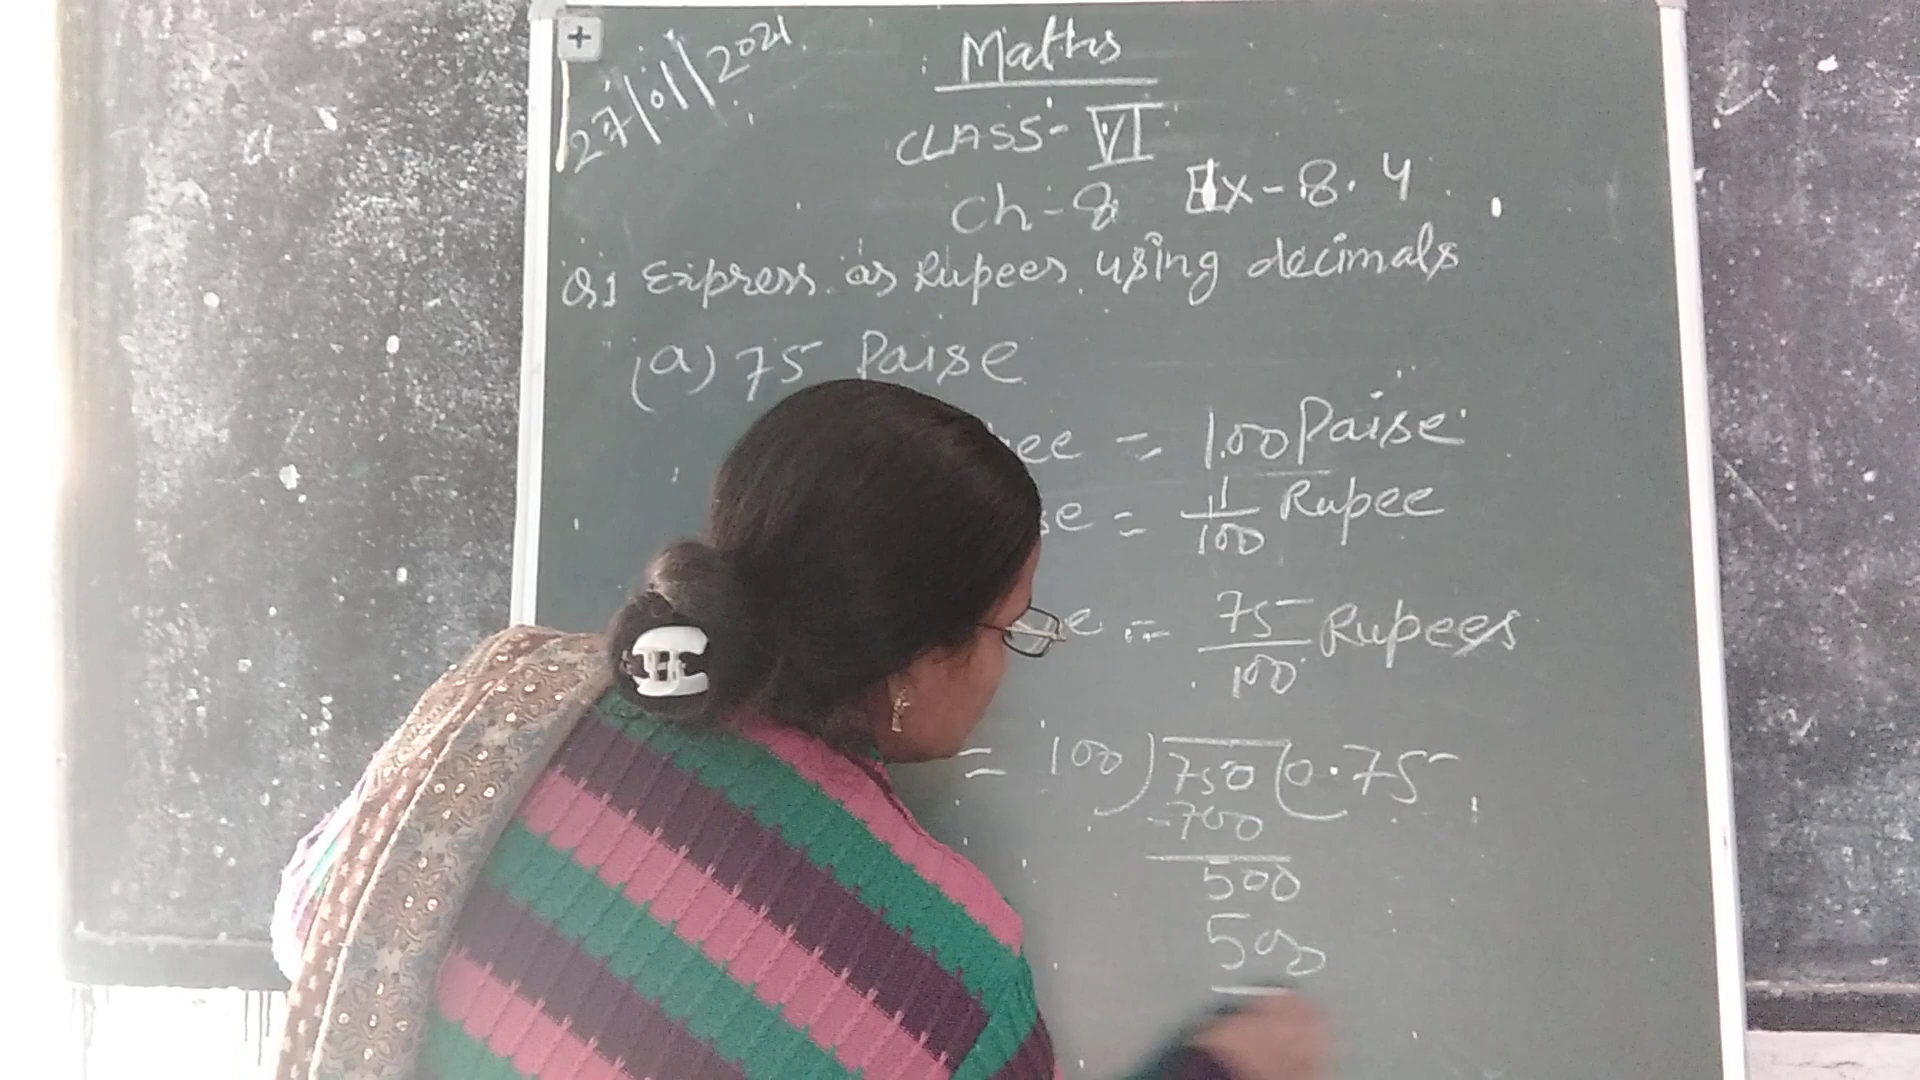 27/01/2021
Maths
CLASS-VI
Ch-8 Ex-8.4
Q1 Express as Rupees using decimals
(a) 75 Paise
ee = 100 Paise
se = 1/100 Rupee
e = 75/100 Rupees
= 100)750(0.75
-700
500
500